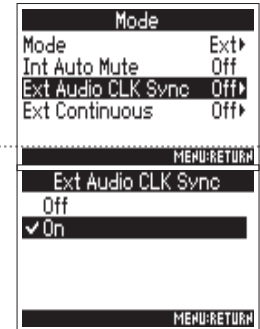 Mode
Mode Ext▸
Int Auto Mute Off
Ext Audio CLK Sync Off▸
Ext Continuous Off▸
MENU:RETURN
Ext Audio CLK Sync
Off
✓On
MENU:RETURN